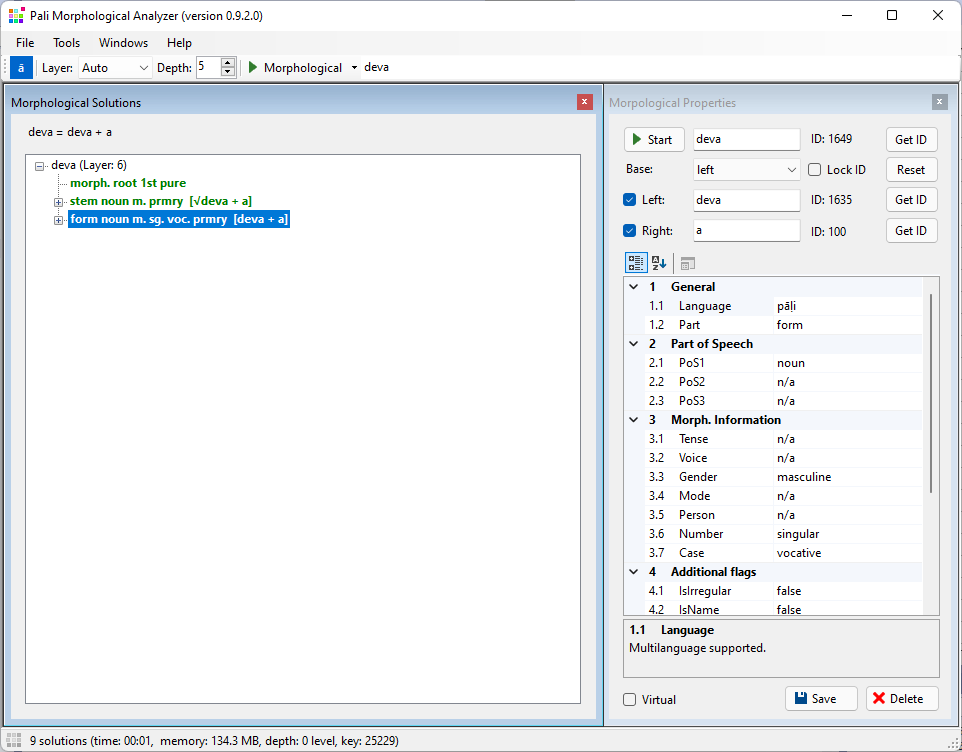 Pali Morphological Analyzer (version 0.9.2.0)
File Tools Windows Help
ā Layer: Auto Depth: 5 Morphological deva
Morphological Solutions
deva = deva + a
deva (Layer: 6)
morph. root 1st pure
stem noun m. prmry [√deva + a]
form noun m. sg. voc. prmry [deva + a]
Morpological Properties
Start deva ID: 1649 Get ID
Base: left Lock ID Reset
Left: deva ID: 1635 Get ID
Right: a ID: 100 Get ID
1 General
1.1 Language pāḷi
1.2 Part form
2 Part of Speech
2.1 PoS1 noun
2.2 PoS2 n/a
2.3 PoS3 n/a
3 Morph. Information
3.1 Tense n/a
3.2 Voice n/a
3.3 Gender masculine
3.4 Mode n/a
3.5 Person n/a
3.6 Number singular
3.7 Case vocative
4 Additional flags
4.1 IsIrregular false
4.2 IsName false
1.1 Language
Multilanguage supported.
Virtual Save Delete
9 solutions (time: 00:01, memory: 134.3 MB, depth: 0 level, key: 25229)